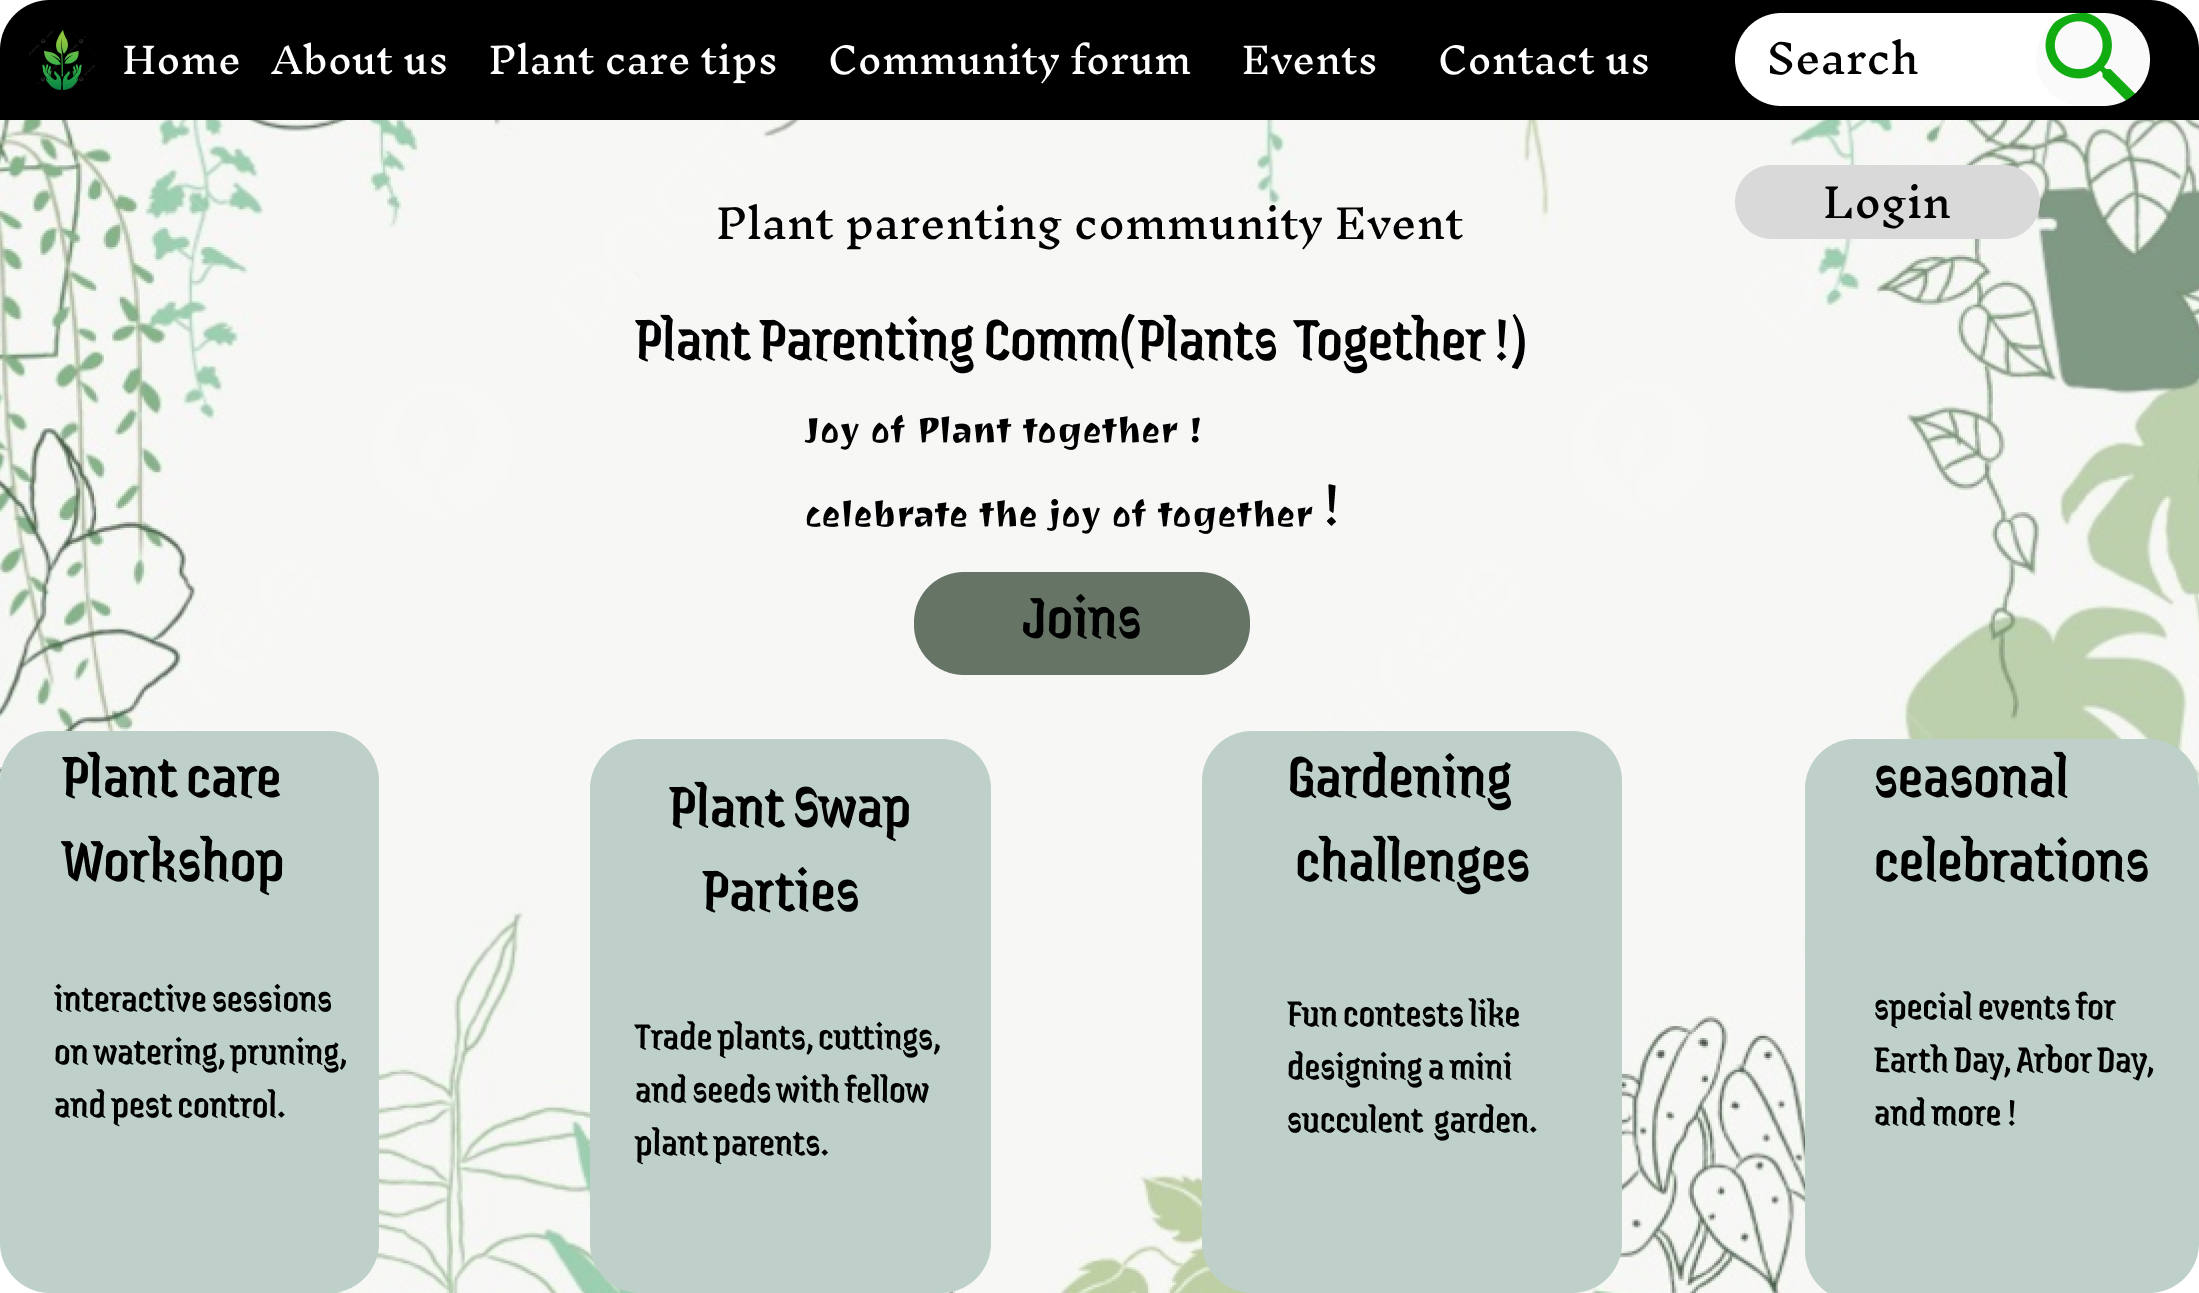 Home About us Plant care tips Community forum Events Contact us Search
Login
Plant parenting community Event
Plant Parenting Comm(Plants Together !)
Joy of Plant together !
celebrate the joy of together !
Joins
Plant care
Workshop
interactive sessions
on watering, pruning,
and pest control.
Plant Swap
Parties
Trade plants, cuttings,
and seeds with fellow
plant parents.
Gardening
challenges
Fun contests like
designing a mini
succulent garden.
seasonal
celebrations
special events for
Earth Day, Arbor Day,
and more !